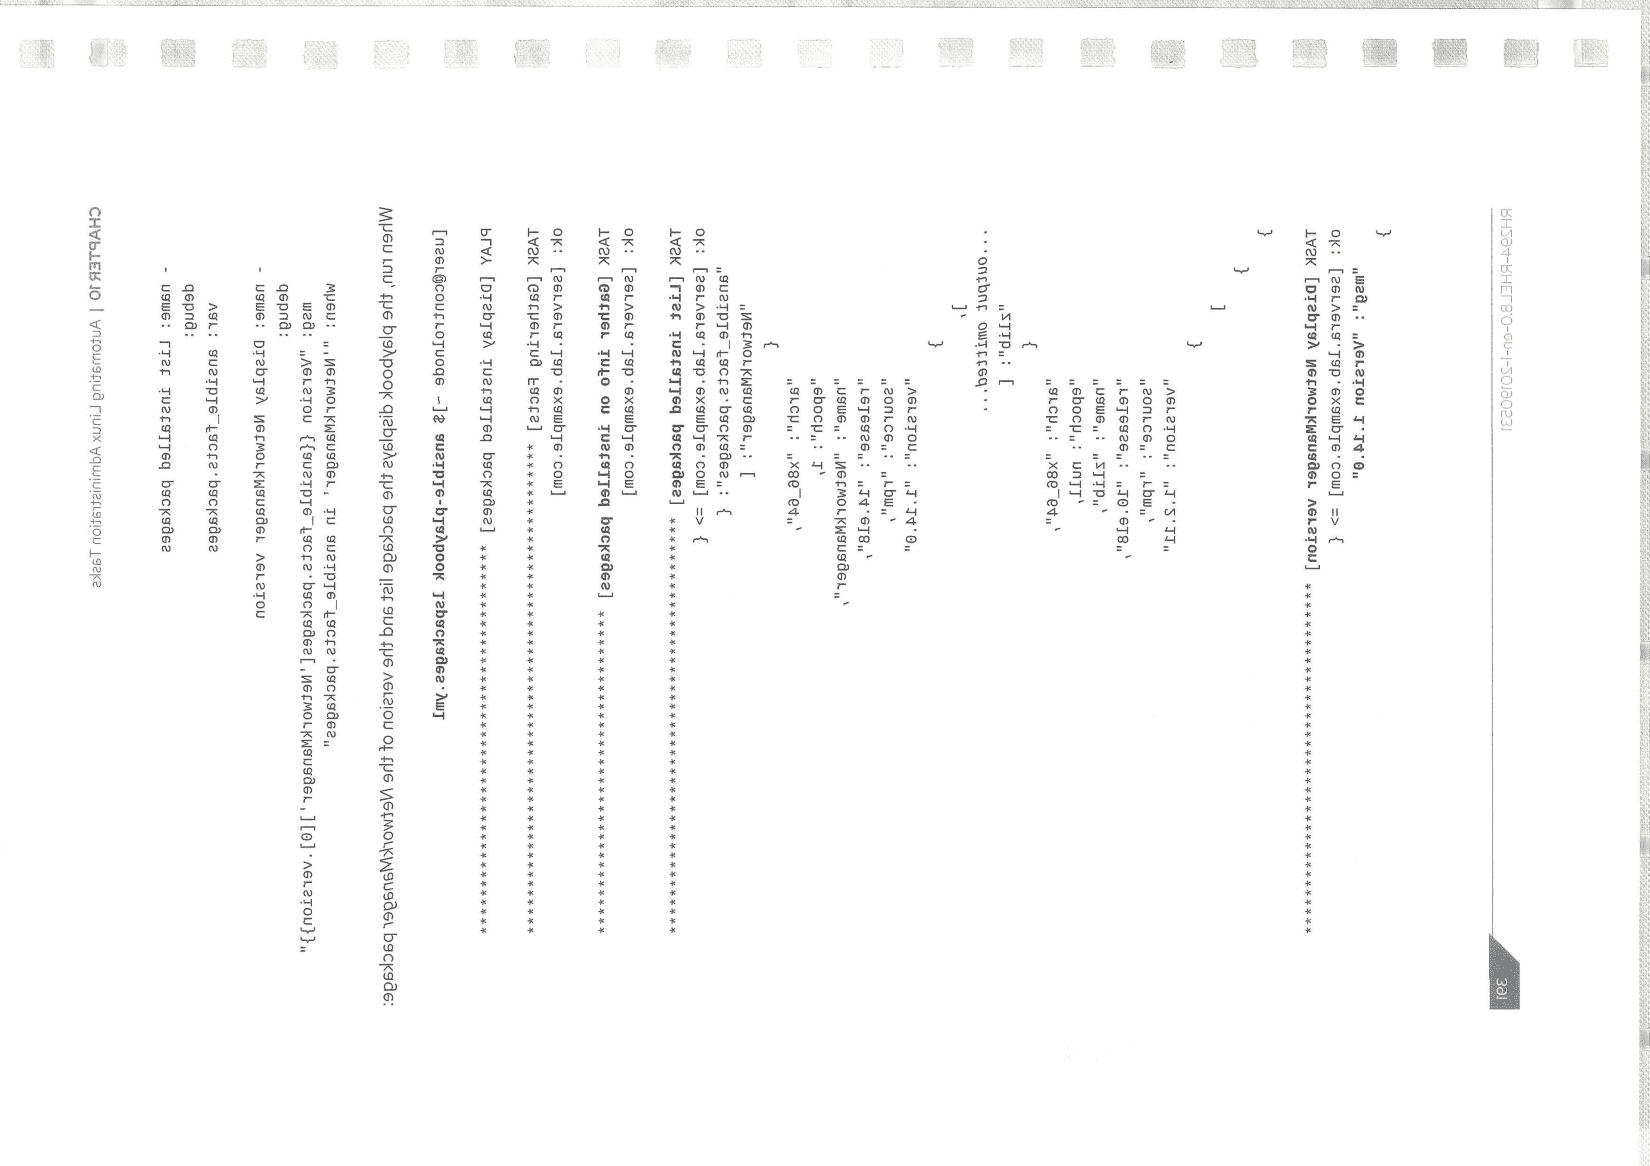 CHAPTER 10 | Automating Linux Administration Tasks
- name: List installed packages
debug:
var: ansible_facts.packages
- name: Display NetworkManager version
debug:
msg: "Version {{ansible_facts.packages['NetworkManager'][0].version}}"
when: "'NetworkManager' in ansible_facts.packages"
When run, the playbook displays the package list and the version of the NetworkManager package:
[user@controlnode ~]$ ansible-playbook lspackages.yml
PLAY [Display installed packages] ******************************************
TASK [Gathering Facts] *****************************************************
ok: [servera.lab.example.com]
TASK [Gather info on installed packages] ***********************************
ok: [servera.lab.example.com]
TASK [List installed packages] *********************************************
ok: [servera.lab.example.com] => {
"ansible_facts.packages": {
"NetworkManager": [
{
"arch": "x86_64",
"epoch": 1,
"name": "NetworkManager",
"release": "14.el8",
"source": "rpm",
"version": "1.14.0"
}
],
...output omitted...
"zlib": [
{
"arch": "x86_64",
"epoch": null,
"name": "zlib",
"release": "10.el8",
"source": "rpm",
"version": "1.2.11"
}
]
}
}
TASK [Display NetworkManager version] **************************************
ok: [servera.lab.example.com] => {
"msg": "Version 1.14.0"
}
RH294-RHEL8.0-en-1-20190531
391